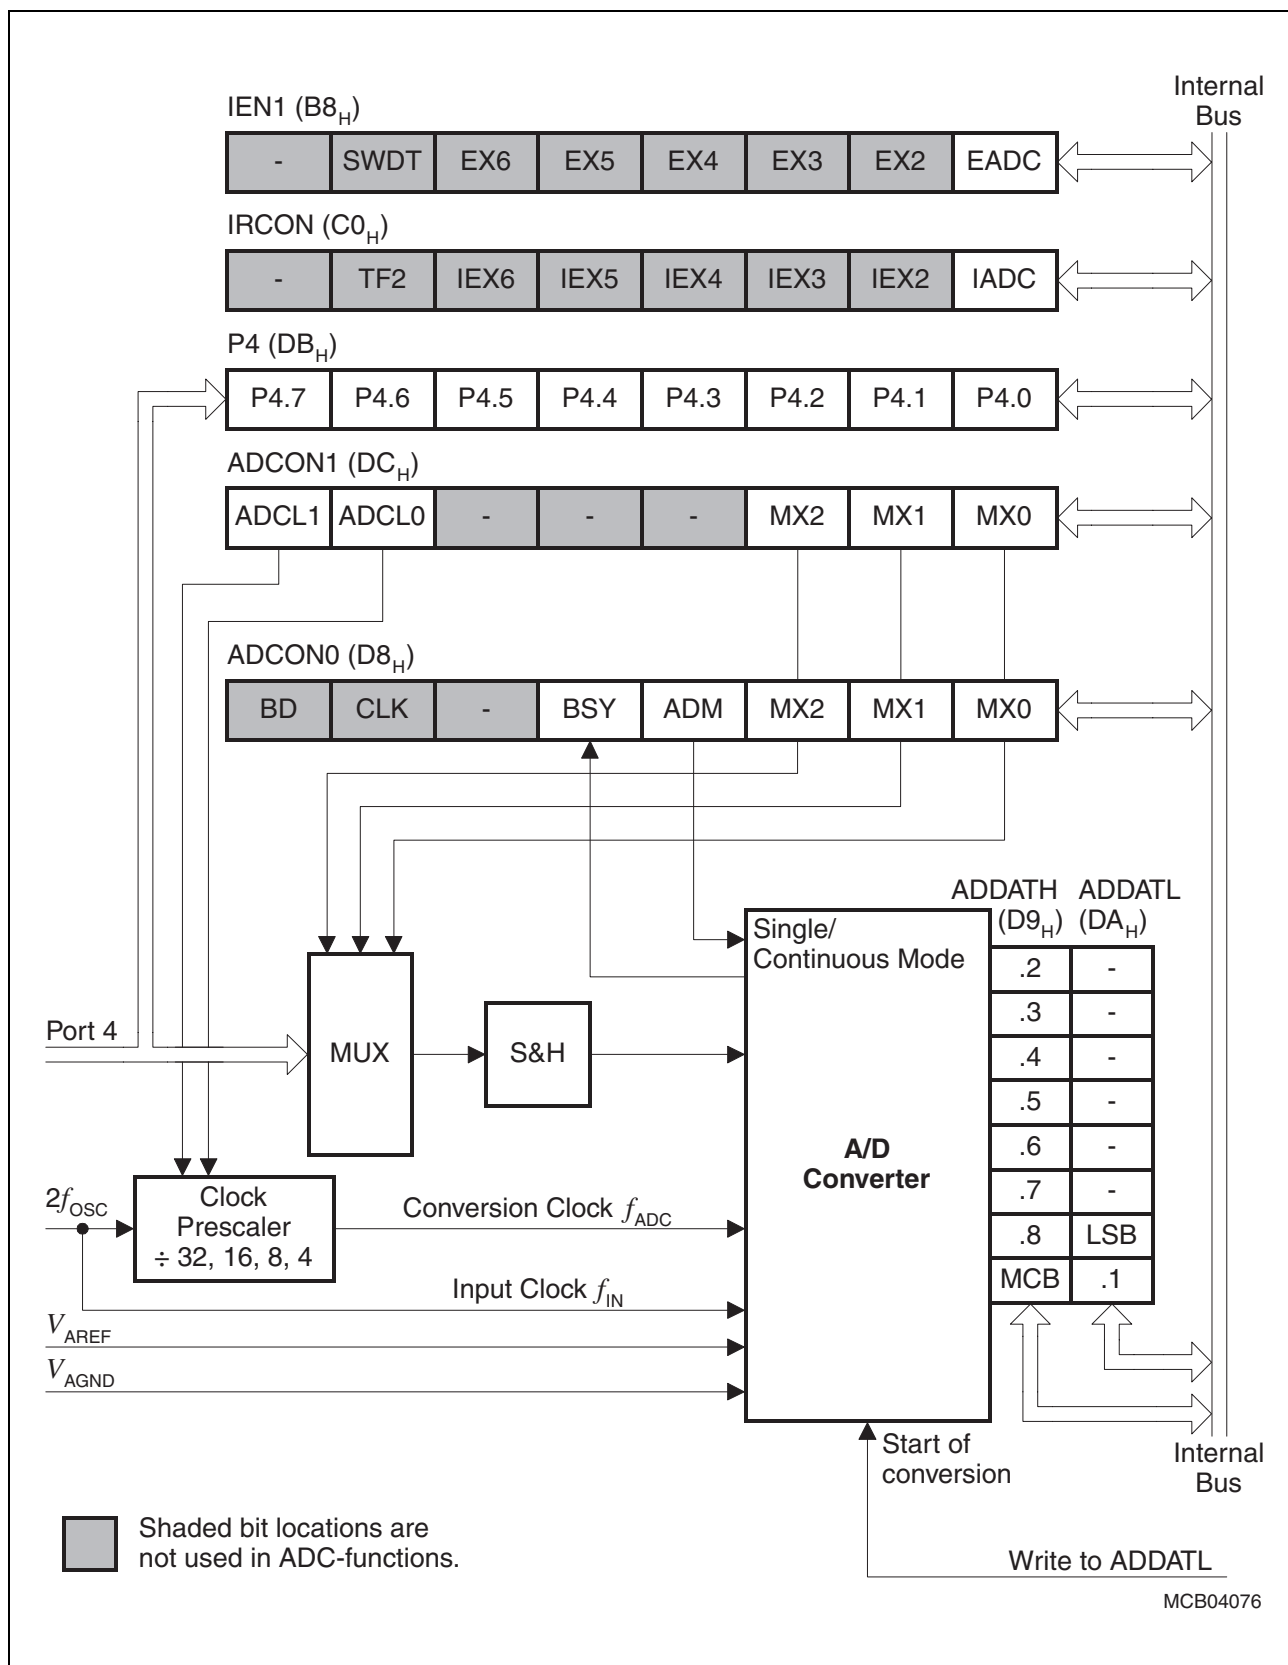 Internal
Bus
IEN1 (B8H)
- SWDT EX6 EX5 EX4 EX3 EX2 EADC
IRCON (C0H)
- TF2 IEX6 IEX5 IEX4 IEX3 IEX2 IADC
P4 (DBH)
P4.7 P4.6 P4.5 P4.4 P4.3 P4.2 P4.1 P4.0
ADCON1 (DCH)
ADCL1 ADCL0 - - - MX2 MX1 MX0
ADCON0 (D8H)
BD CLK - BSY ADM MX2 MX1 MX0
ADDATH ADDATL
(D9H) (DAH)
Single/
Continuous Mode
.2 -
.3 -
.4 -
.5 -
.6 -
.7 -
.8 LSB
MCB .1
Port 4
MUX
S&H
A/D
Converter
2fOSC
Clock
Prescaler
÷ 32, 16, 8, 4
Conversion Clock fADC
Input Clock fIN
VAREF
VAGND
Start of
conversion
Internal
Bus
Shaded bit locations are
not used in ADC-functions.
Write to ADDATL
MCB04076